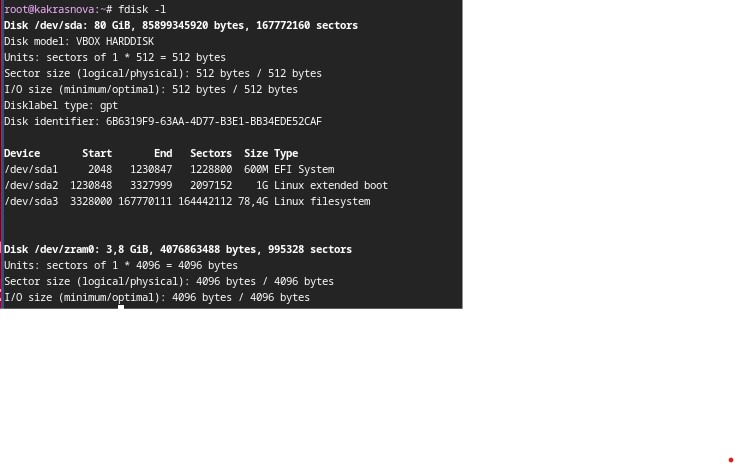 root@kakrasnova:~# fdisk -l
Disk /dev/sda: 80 GiB, 85899345920 bytes, 167772160 sectors
Disk model: VBOX HARDDISK
Units: sectors of 1 * 512 = 512 bytes
Sector size (logical/physical): 512 bytes / 512 bytes
I/O size (minimum/optimal): 512 bytes / 512 bytes
Disklabel type: gpt
Disk identifier: 6B6319F9-63AA-4D77-B3E1-BB34EDE52CAF
Device Start End Sectors Size Type
/dev/sda1 2048 1230847 1228800 600M EFI System
/dev/sda2 1230848 3327999 2097152 1G Linux extended boot
/dev/sda3 3328000 167770111 164442112 78,4G Linux filesystem
Disk /dev/zram0: 3,8 GiB, 4076863488 bytes, 995328 sectors
Units: sectors of 1 * 4096 = 4096 bytes
Sector size (logical/physical): 4096 bytes / 4096 bytes
I/O size (minimum/optimal): 4096 bytes / 4096 bytes